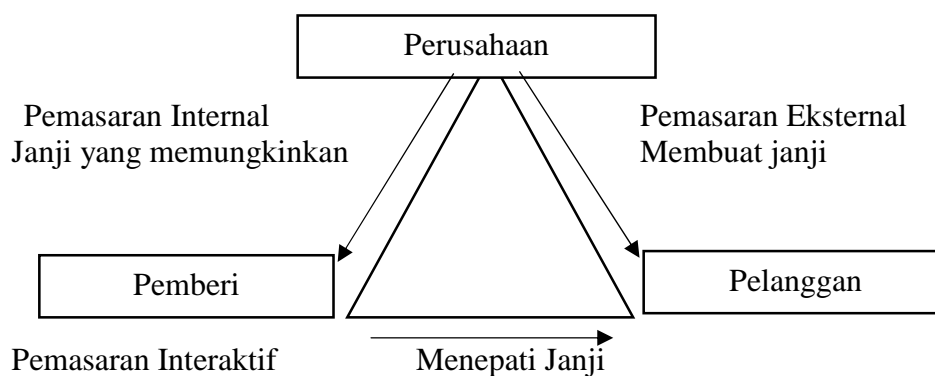 Perusahaan
Pemasaran Internal
Janji yang memungkinkan
Pemasaran Eksternal
Membuat janji
Pemberi
Pelanggan
Pemasaran Interaktif
Menepati Janji